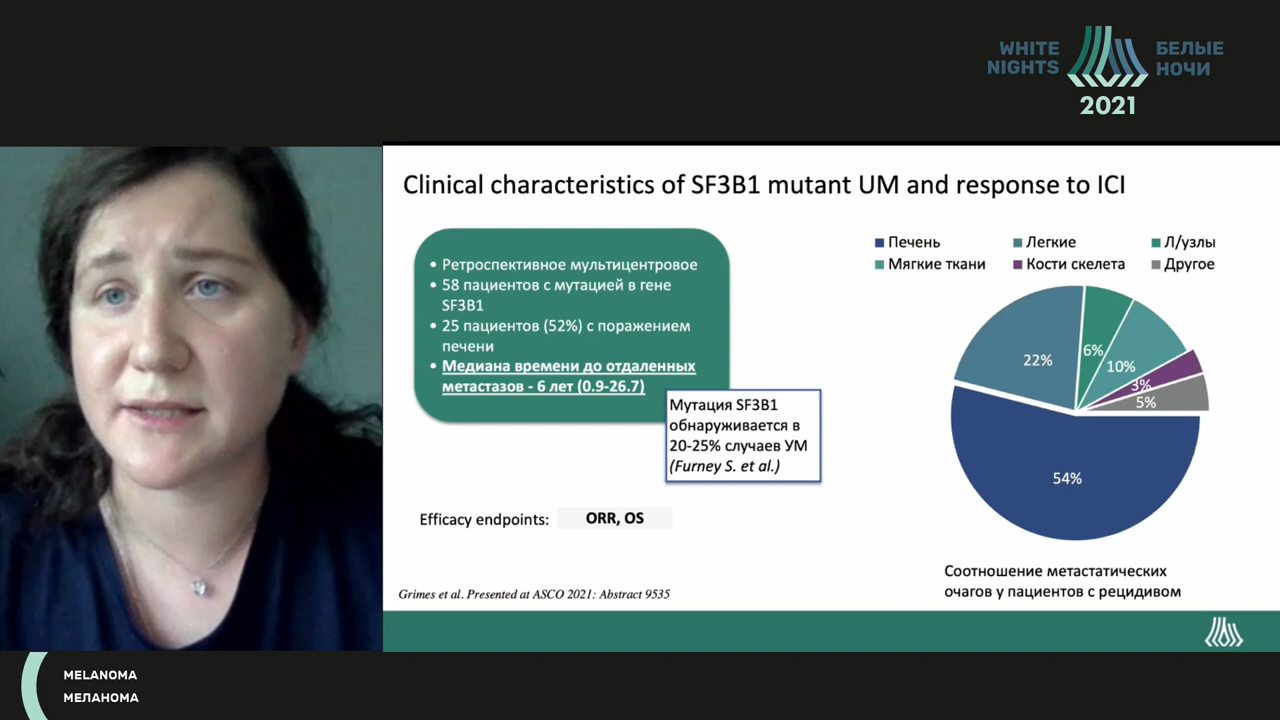 WHITE
NIGHTS
БЕЛЫЕ
НОЧИ
2021
Clinical characteristics of SF3B1 mutant UM and response to ICI
• Ретроспективное мультицентровое
• 58 пациентов с мутацией в гене
SF3B1
• 25 пациентов (52%) с поражением
печени
• Медиана времени до отдаленных
метастазов - 6 лет (0.9-26.7)
Мутация SF3B1
обнаруживается в
20-25% случаев УМ
(Furney S. et al.)
Efficacy endpoints:
ORR, OS
Grimes et al. Presented at ASCO 2021: Abstract 9535
Печень
Легкие
Л/узлы
Мягкие ткани
Кости скелета
Другое
22%
6%
10%
3%
5%
54%
Соотношение метастатических
очагов у пациентов с рецидивом
MELANOMA
МЕЛАНОМА